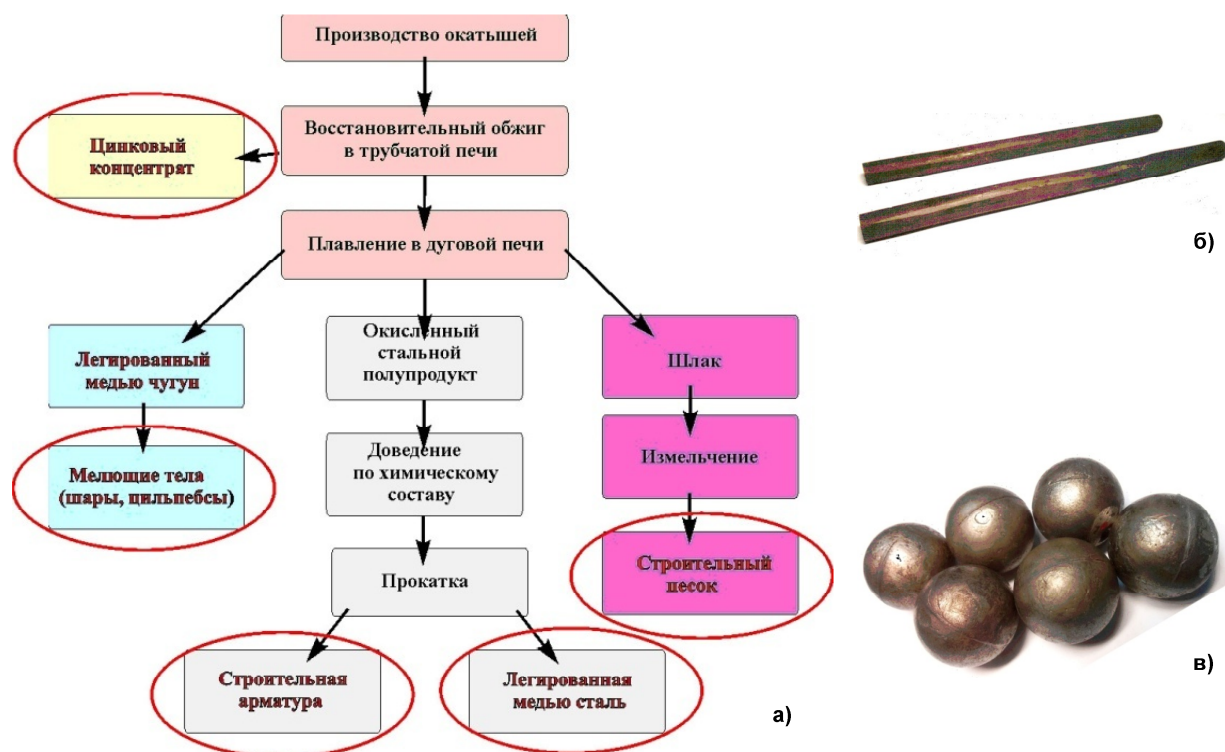 Производство окатышей
Восстановительный обжиг
в трубчатой печи
Цинковый
концентрат
Плавление в дуговой печи
Легированный
медью чугун
Окисленный
стальной
полупродукт
Шлак
Мелющие тела
(шары, цильпебсы)
Доведение
по химическому
составу
Измельчение
Прокатка
Строительный
песок
Строительная
арматура
Легированная
медью сталь
а)
б)
в)